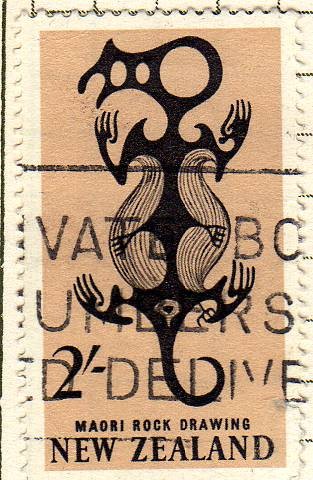 VATE BO
UMBERS
ED DELIVE
2/-
MAORI ROCK DRAWING
NEW ZEALAND